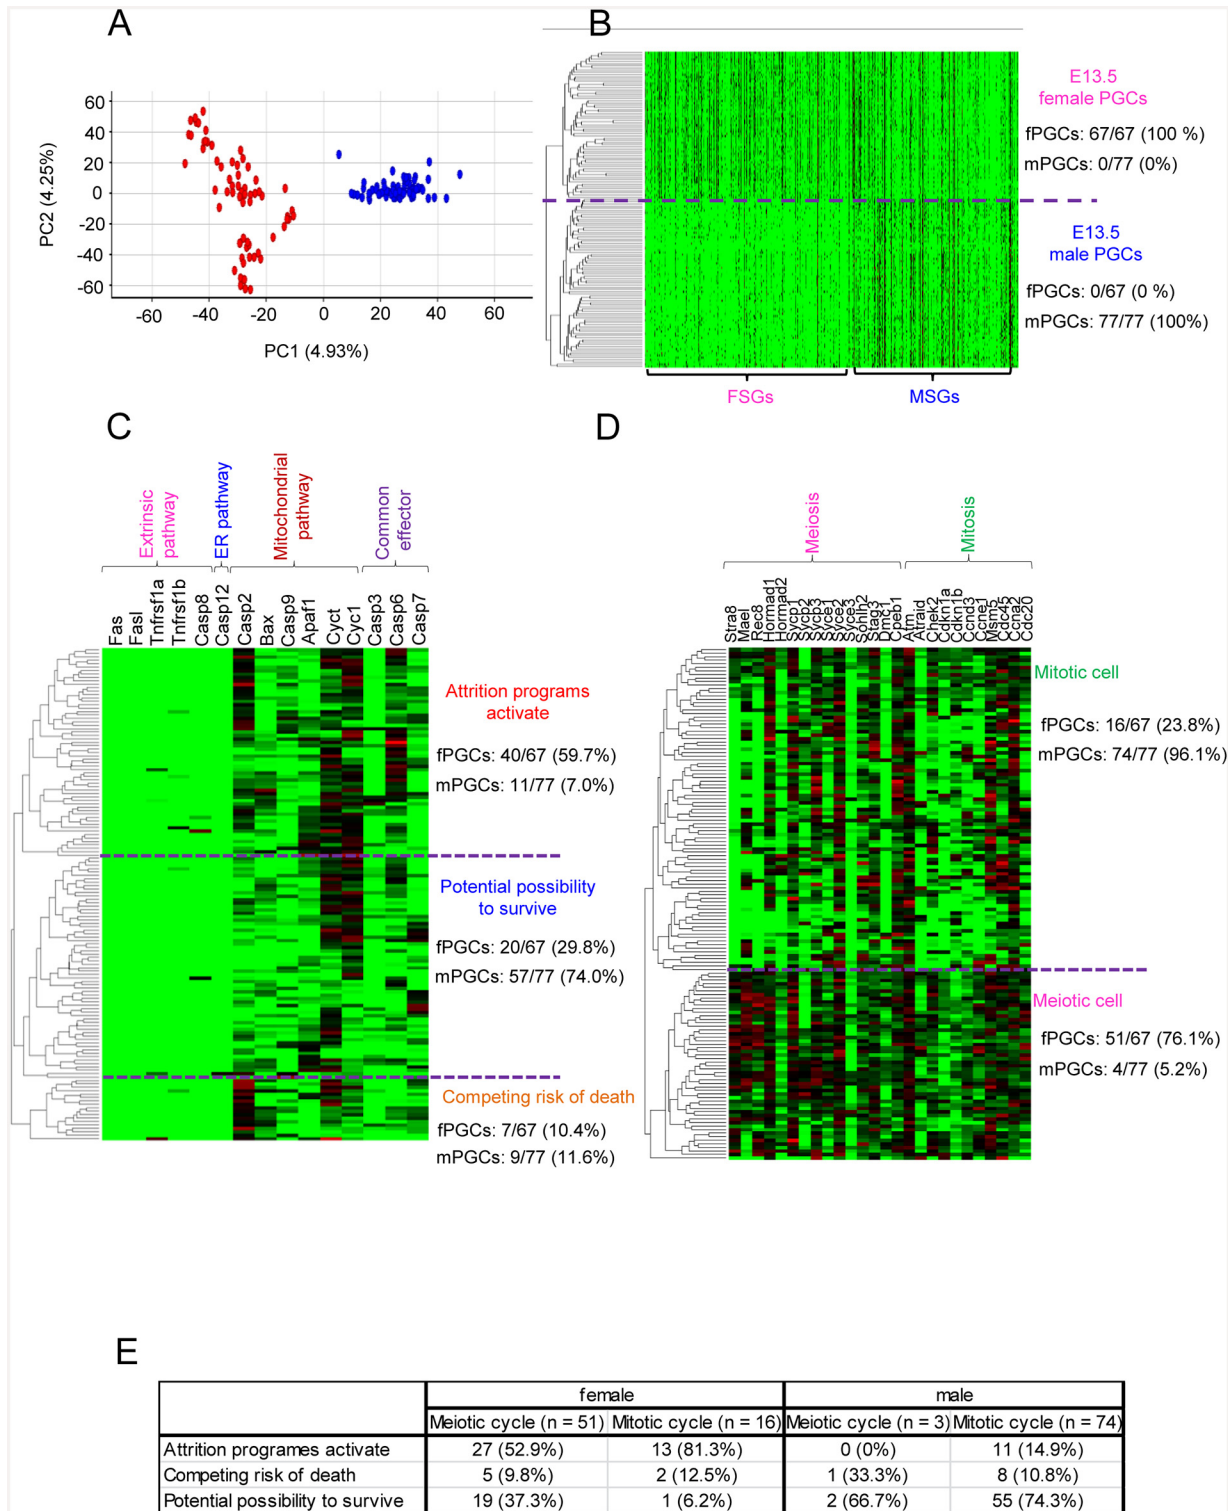 A
60
40
20
0
-20
-40
-60
PC2 (4.25%)
-60
-40
-20
0
20
40
60
PC1 (4.93%)
B
E13.5
female PGCs
fPGCs: 67/67 (100 %)
mPGCs: 0/77 (0%)
E13.5
male PGCs
fPGCs: 0/67 (0 %)
mPGCs: 77/77 (100%)
FSGs
MSGs
C
Extrinsic
pathway
ER pathway
Mitochondrial
pathway
Common
effector
Fas
Fasl
Tnfrsf1a
Tnfrsf1b
Casp8
Casp12
Casp2
Bax
Casp9
Apaf1
Cyct
Cyc1
Casp3
Casp6
Casp7
Attrition programs
activate
fPGCs: 40/67 (59.7%)
mPGCs: 11/77 (7.0%)
Potential possibility
to survive
fPGCs: 20/67 (29.8%)
mPGCs: 57/77 (74.0%)
Competing risk of death
fPGCs: 7/67 (10.4%)
mPGCs: 9/77 (11.6%)
D
Meiosis
Mitosis
Stra8
Mael
Rec8
Hormad1
Hormad2
Sycp1
Sycp2
Sycp3
Syce1
Syce2
Syce3
Sohlh2
Stag3
Dmc1
Cpeb1
Atm
Atraid
Chek2
Cdkn1a
Cdkn1b
Ccnd3
Ccne1
Msm5
Cdc45
Ccna2
Cdc20
Mitotic cell
fPGCs: 16/67 (23.8%)
mPGCs: 74/77 (96.1%)
Meiotic cell
fPGCs: 51/67 (76.1%)
mPGCs: 4/77 (5.2%)
E
female male
Meiotic cycle (n = 51) Mitotic cycle (n = 16) Meiotic cycle (n = 3) Mitotic cycle (n = 74)
Attrition programes activate 27 (52.9%) 13 (81.3%) 0 (0%) 11 (14.9%)
Competing risk of death 5 (9.8%) 2 (12.5%) 1 (33.3%) 8 (10.8%)
Potential possibility to survive 19 (37.3%) 1 (6.2%) 2 (66.7%) 55 (74.3%)